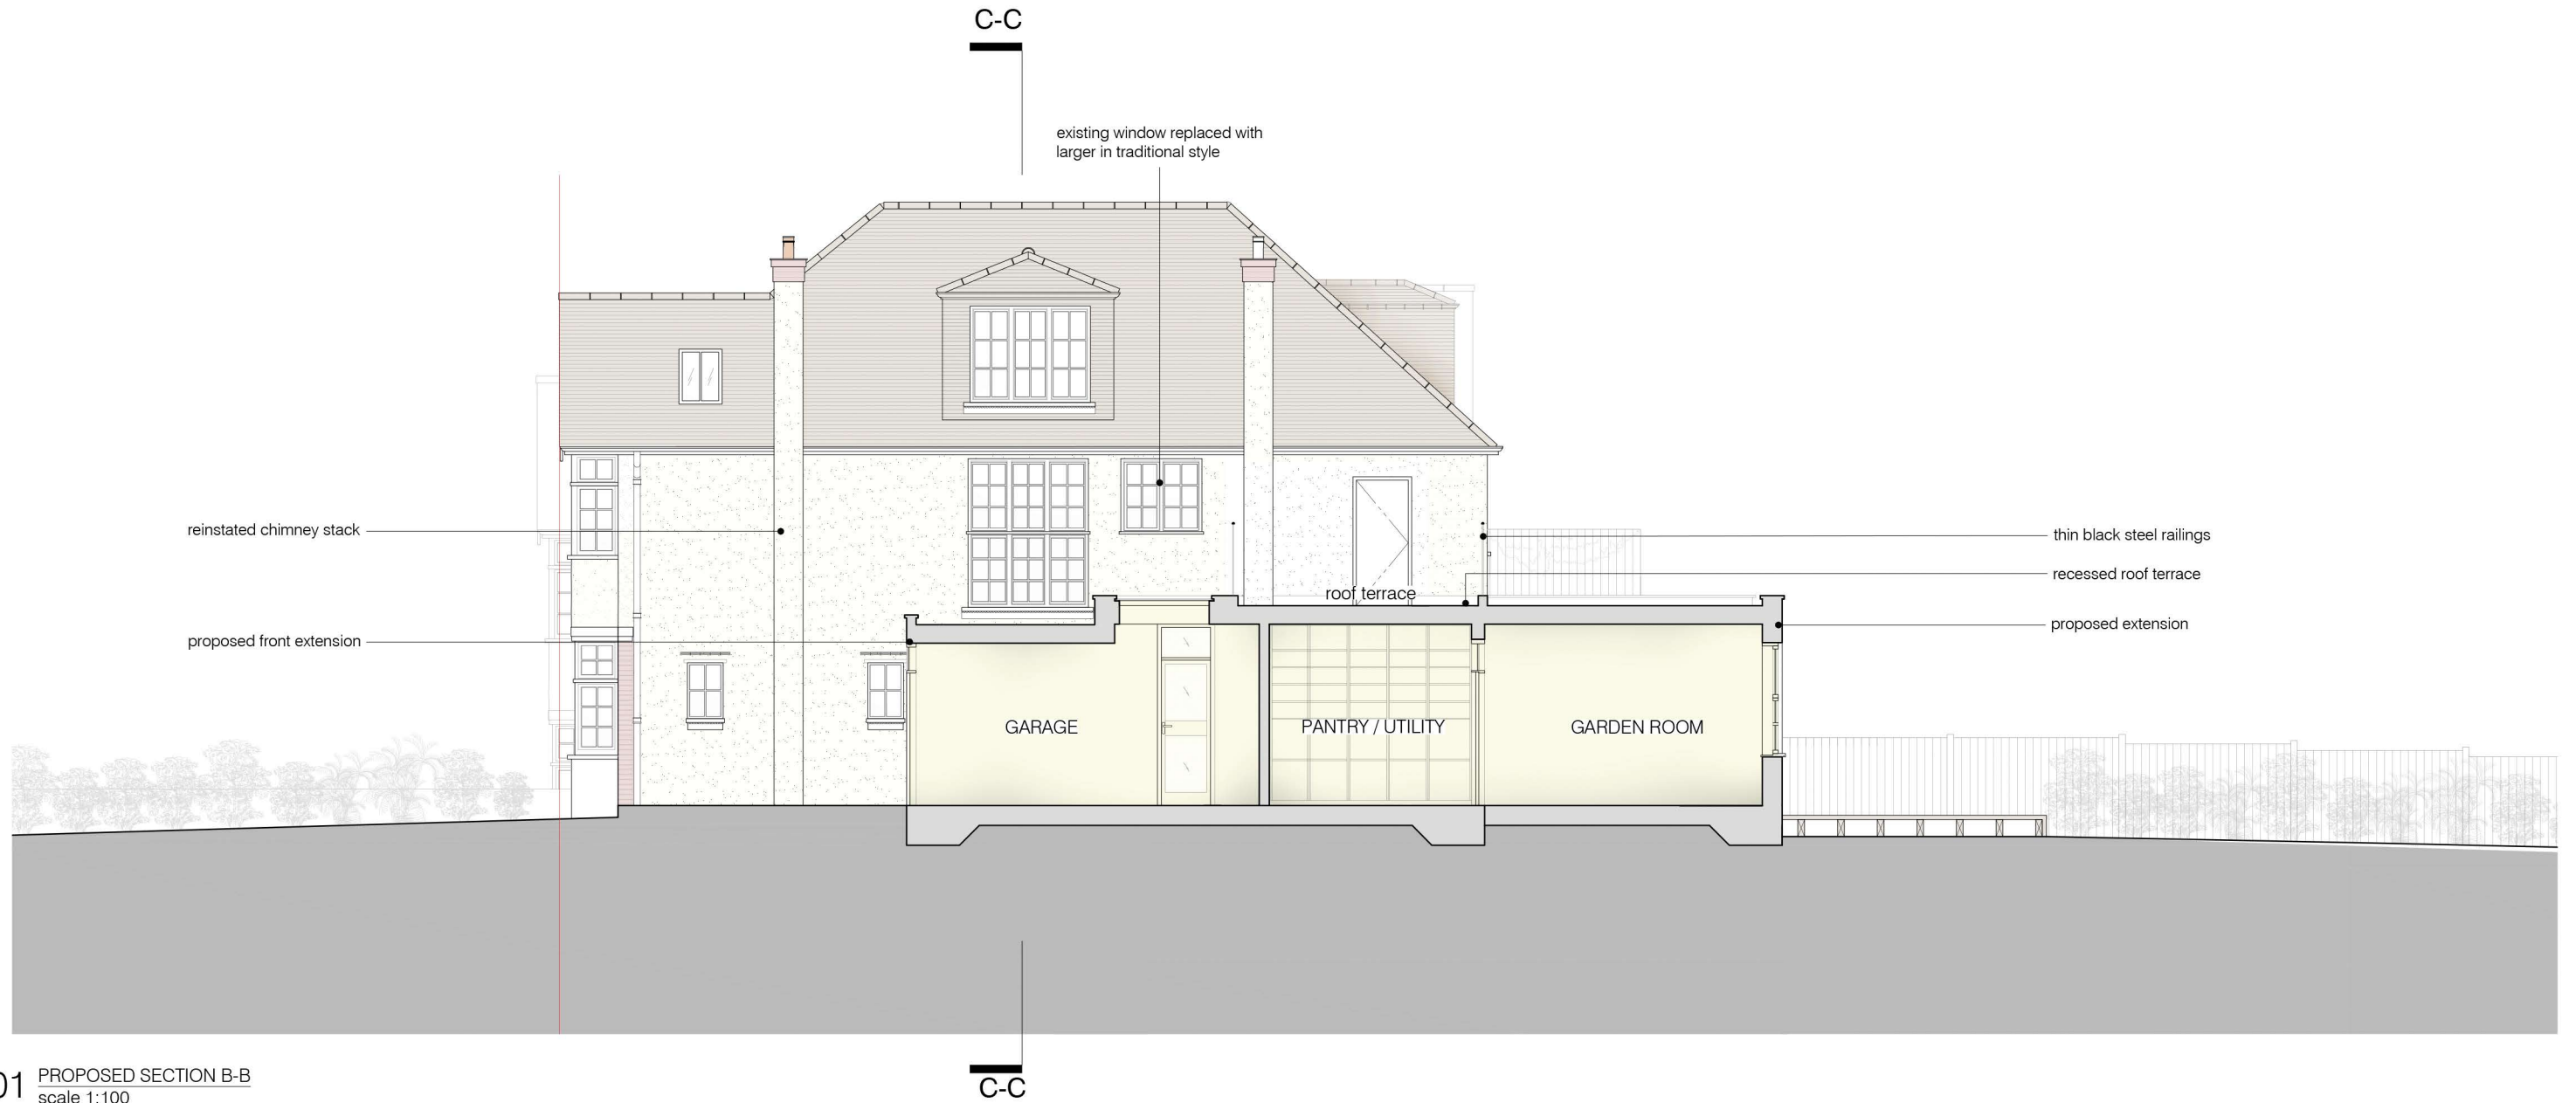 C-C
existing window replaced with
larger in traditional style
reinstated chimney stack
thin black steel railings
recessed roof terrace
roof terrace
proposed extension
proposed front extension
GARAGE
PANTRY / UTILITY
GARDEN ROOM
01 PROPOSED SECTION B-B
scale 1:100
C-C